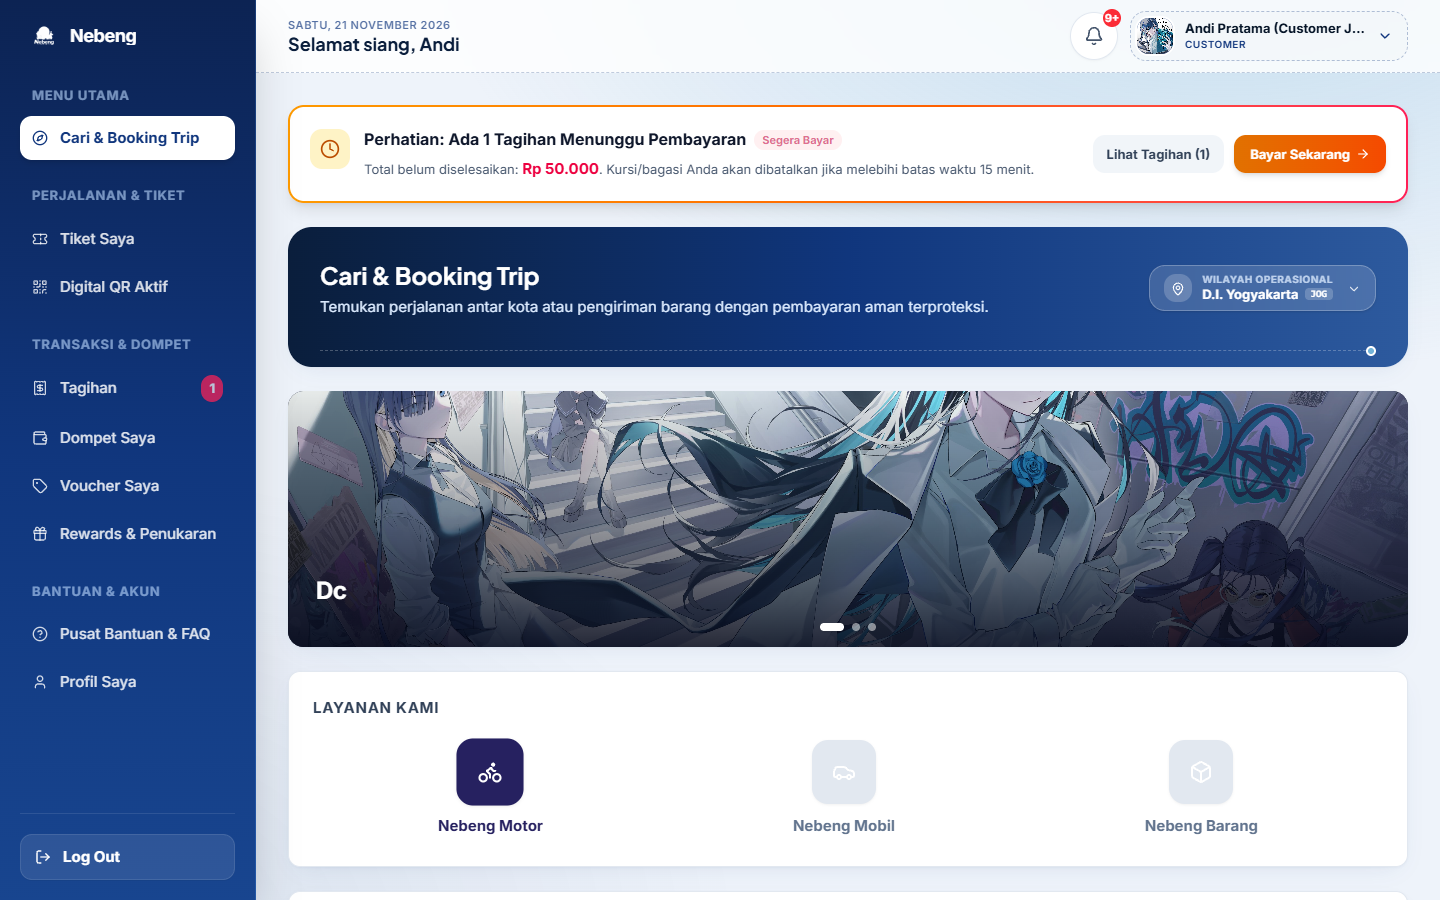 Nebeng
Nebeng
MENU UTAMA
Cari & Booking Trip
PERJALANAN & TIKET
Tiket Saya
Digital QR Aktif
TRANSAKSI & DOMPET
Tagihan
1
Dompet Saya
Voucher Saya
Rewards & Penukaran
BANTUAN & AKUN
Pusat Bantuan & FAQ
Profil Saya
Log Out
SABTU, 21 NOVEMBER 2026
Selamat siang, Andi
9+
Andi Pratama (Customer J...
CUSTOMER
Perhatian: Ada 1 Tagihan Menunggu Pembayaran
Segera Bayar
Total belum diselesaikan: Rp 50.000. Kursi/bagasi Anda akan dibatalkan jika melebihi batas waktu 15 menit.
Lihat Tagihan (1)
Bayar Sekarang
Cari & Booking Trip
Temukan perjalanan antar kota atau pengiriman barang dengan pembayaran aman terproteksi.
WILAYAH OPERASIONAL
D.I. Yogyakarta JOG
Dc
LAYANAN KAMI
Nebeng Motor
Nebeng Mobil
Nebeng Barang